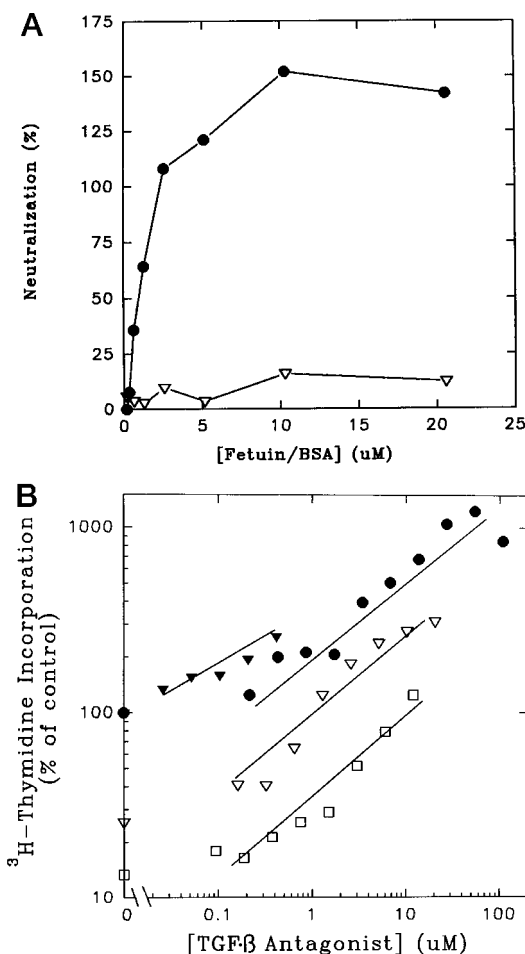 A
175
150
125
100
75
50
25
0
Neutralization (%)
0 5 10 15 20 25
[Fetuin/BSA] (uM)
B
1000
100
10
³H-Thymidine Incorporation
(% of control)
0 0.1 1 10 100
[TGF-β Antagonist] (uM)